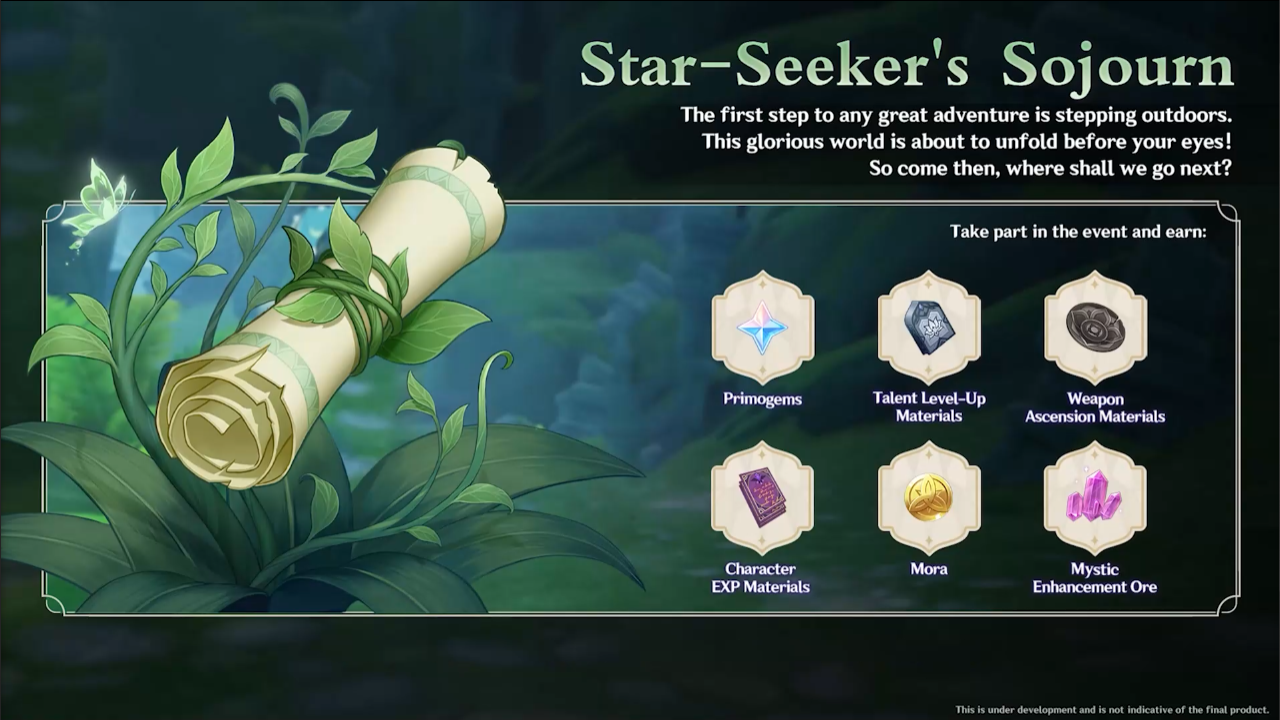 Star-Seeker's Sojourn
The first step to any great adventure is stepping outdoors.
This glorious world is about to unfold before your eyes!
So come then, where shall we go next?
Take part in the event and earn:
Primogems
Talent Level-Up
Materials
Weapon
Ascension Materials
Character
EXP Materials
Mora
Mystic
Enhancement Ore
This is under development and is not indicative of the final product.